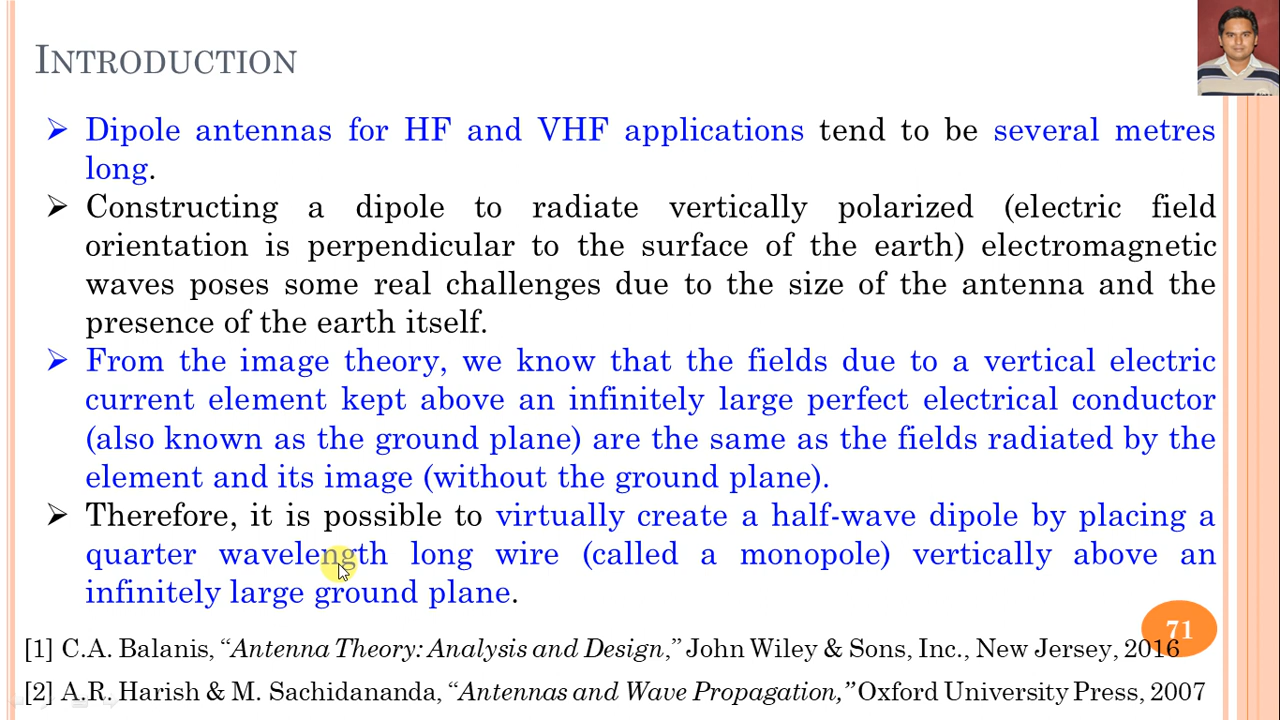 INTRODUCTION
➢ Dipole antennas for HF and VHF applications tend to be several metres
long.
➢ Constructing a dipole to radiate vertically polarized (electric field
orientation is perpendicular to the surface of the earth) electromagnetic
waves poses some real challenges due to the size of the antenna and the
presence of the earth itself.
➢ From the image theory, we know that the fields due to a vertical electric
current element kept above an infinitely large perfect electrical conductor
(also known as the ground plane) are the same as the fields radiated by the
element and its image (without the ground plane).
➢ Therefore, it is possible to virtually create a half-wave dipole by placing a
quarter wavelength long wire (called a monopole) vertically above an
infinitely large ground plane.
71
[1] C.A. Balanis, “Antenna Theory: Analysis and Design,” John Wiley & Sons, Inc., New Jersey, 2016
[2] A.R. Harish & M. Sachidananda, “Antennas and Wave Propagation,” Oxford University Press, 2007